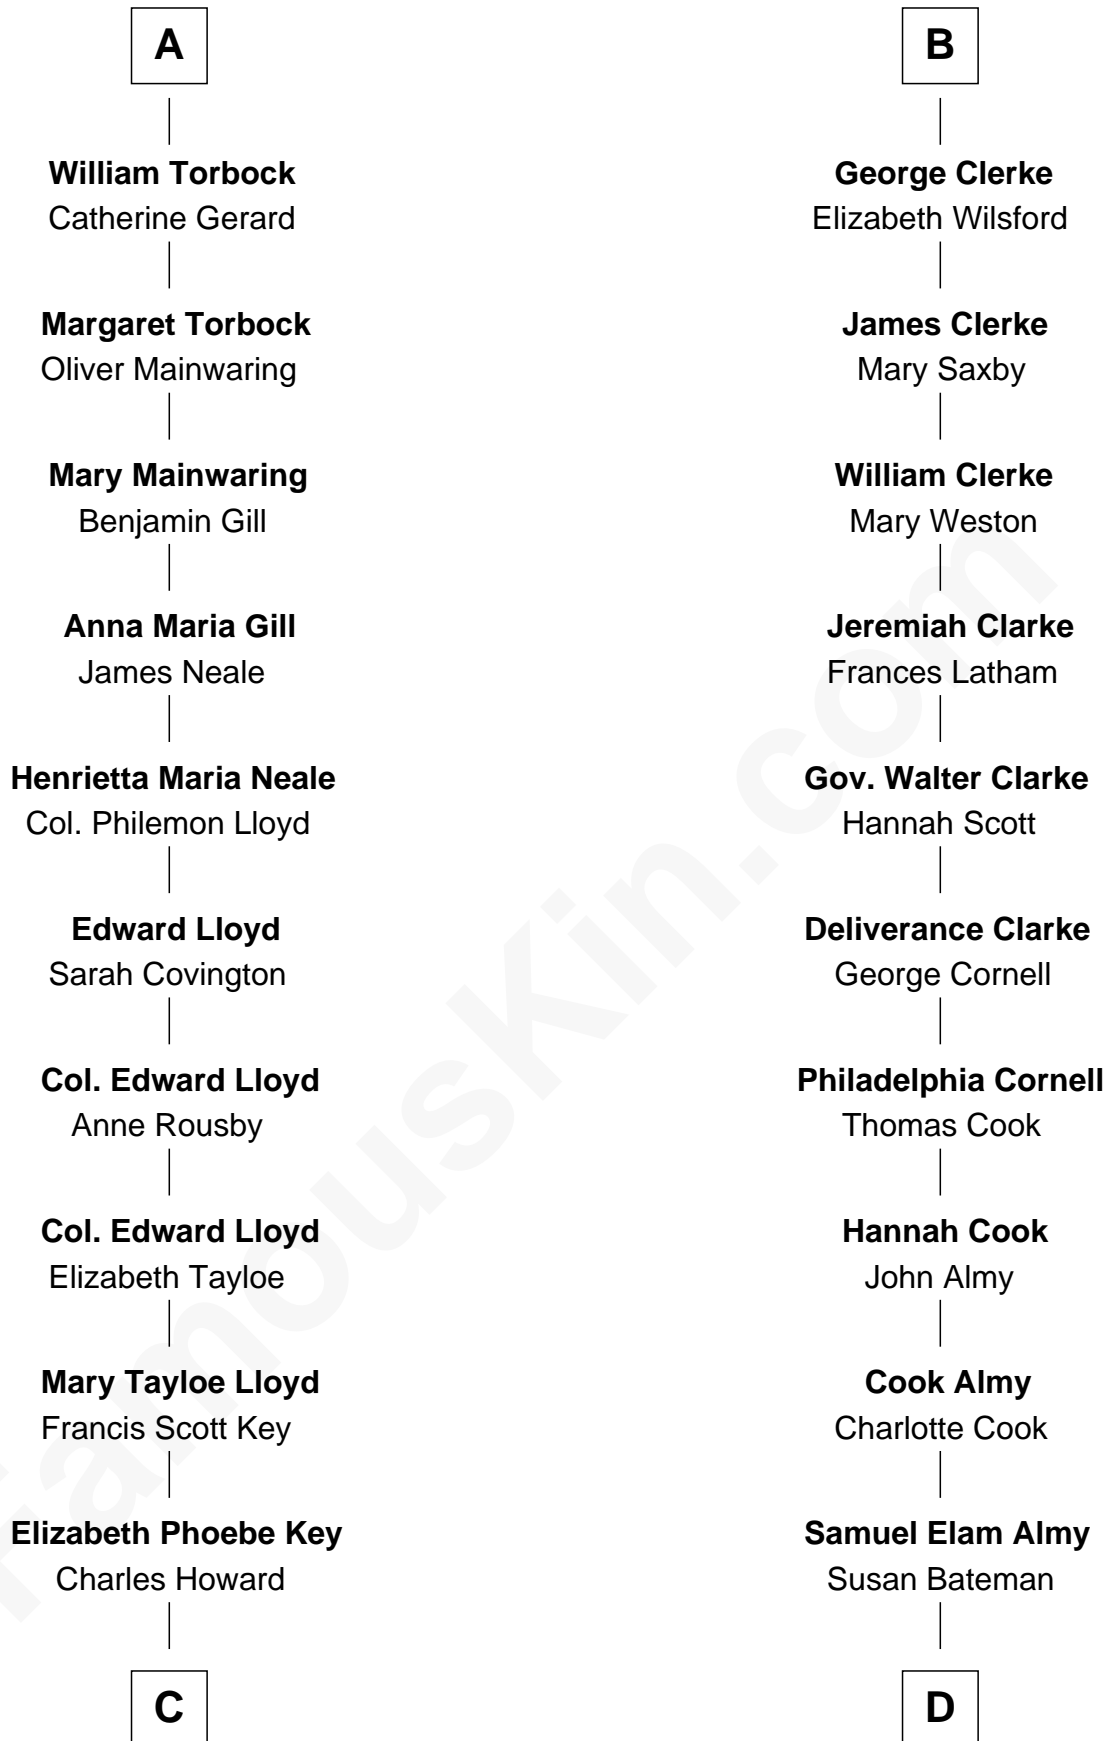 A
William Torbock
Catherine Gerard
Margaret Torbock
Oliver Mainwaring
Mary Mainwaring
Benjamin Gill
Anna Maria Gill
James Neale
Henrietta Maria Neale
Col. Philemon Lloyd
Edward Lloyd
Sarah Covington
Col. Edward Lloyd
Anne Rousby
Col. Edward Lloyd
Elizabeth Tayloe
Mary Tayloe Lloyd
Francis Scott Key
Elizabeth Phoebe Key
Charles Howard
C
B
George Clerke
Elizabeth Wilsford
James Clerke
Mary Saxby
William Clerke
Mary Weston
Jeremiah Clarke
Frances Latham
Gov. Walter Clarke
Hannah Scott
Deliverance Clarke
George Cornell
Philadelphia Cornell
Thomas Cook
Hannah Cook
John Almy
Cook Almy
Charlotte Cook
Samuel Elam Almy
Susan Bateman
D
FamousKin.com